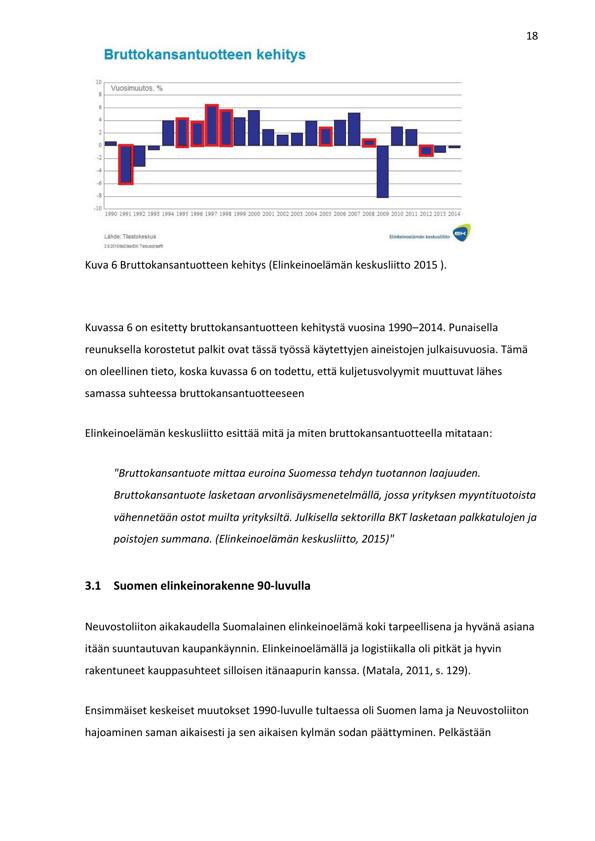 18
Bruttokansantuotteen kehitys
Vuosimuutos, %
10
8
6
4
2
0
-2
-4
-6
-8
-10
1990 1991 1992 1993 1994 1995 1996 1997 1998 1999 2000 2001 2002 2003 2004 2005 2006 2007 2008 2009 2010 2011 2012 2013 2014
Lähde: Tilastokeskus
Elinkeinoelämän keskusliitto
Kuva 6 Bruttokansantuotteen kehitys (Elinkeinoelämän keskusliitto 2015 ).
Kuvassa 6 on esitetty bruttokansantuotteen kehitystä vuosina 1990–2014. Punaisella
reunuksella korostetut palkit ovat tässä työssä käytettyjen aineistojen julkaisuvuosia. Tämä
on oleellinen tieto, koska kuvassa 6 on todettu, että kuljetusvolyymit muuttuvat lähes
samassa suhteessa bruttokansantuotteeseen
Elinkeinoelämän keskusliitto esittää mitä ja miten bruttokansantuotteella mitataan:
"Bruttokansantuote mittaa euroina Suomessa tehdyn tuotannon laajuuden.
Bruttokansantuote lasketaan arvonlisäysmenetelmällä, jossa yrityksen myyntituotoista
vähennetään ostot muilta yrityksiltä. Julkisella sektorilla BKT lasketaan palkkatulojen ja
poistojen summana. (Elinkeinoelämän keskusliitto, 2015)"
3.1 Suomen elinkeinorakenne 90-luvulla
Neuvostoliiton aikakaudella Suomalainen elinkeinoelämä koki tarpeellisena ja hyvänä asiana
itään suuntautuvan kaupankäynnin. Elinkeinoelämällä ja logistiikalla oli pitkät ja hyvin
rakentuneet kauppasuhteet silloisen itänaapurin kanssa. (Matala, 2011, s. 129).
Ensimmäiset keskeiset muutokset 1990-luvulle tultaessa oli Suomen lama ja Neuvostoliiton
hajoaminen saman aikaisesti ja sen aikaisen kylmän sodan päättyminen. Pelkästään